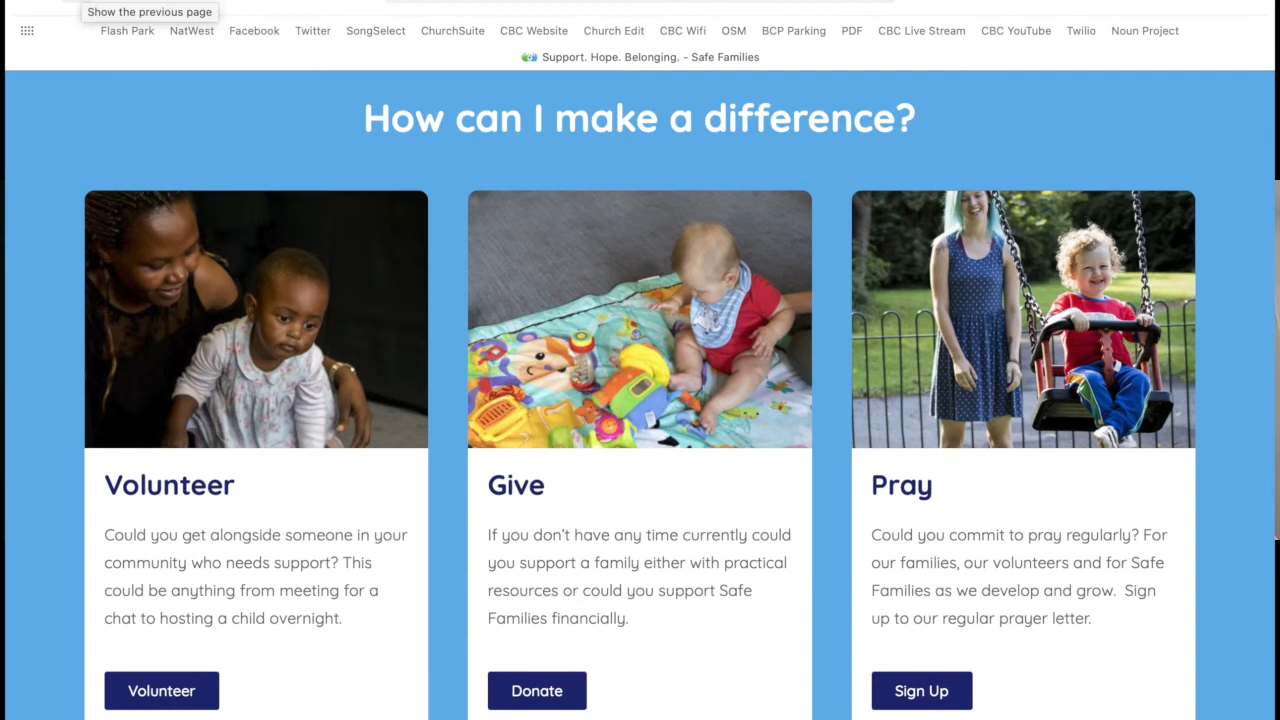 Show the previous page
Flash Park NatWest Facebook Twitter SongSelect ChurchSuite CBC Website Church Edit CBC Wifi OSM BCP Parking PDF CBC Live Stream CBC YouTube Twilio Noun Project
Support. Hope. Belonging. - Safe Families
How can I make a difference?
Volunteer
Could you get alongside someone in your
community who needs support? This
could be anything from meeting for a
chat to hosting a child overnight.
Volunteer
Give
If you don’t have any time currently could
you support a family either with practical
resources or could you support Safe
Families financially.
Donate
Pray
Could you commit to pray regularly? For
our families, our volunteers and for Safe
Families as we develop and grow.  Sign
up to our regular prayer letter.
Sign Up